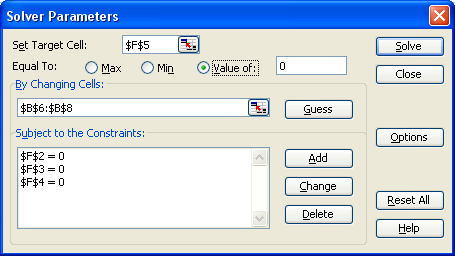 Solver Parameters
Set Target Cell: $F$5 Solve
Equal To: Max Min Value of: 0 Close
By Changing Cells:
$B$6:$B$8 Guess
Subject to the Constraints: Options
$F$2 = 0 Add
$F$3 = 0
$F$4 = 0 Change
Reset All
Delete
Help